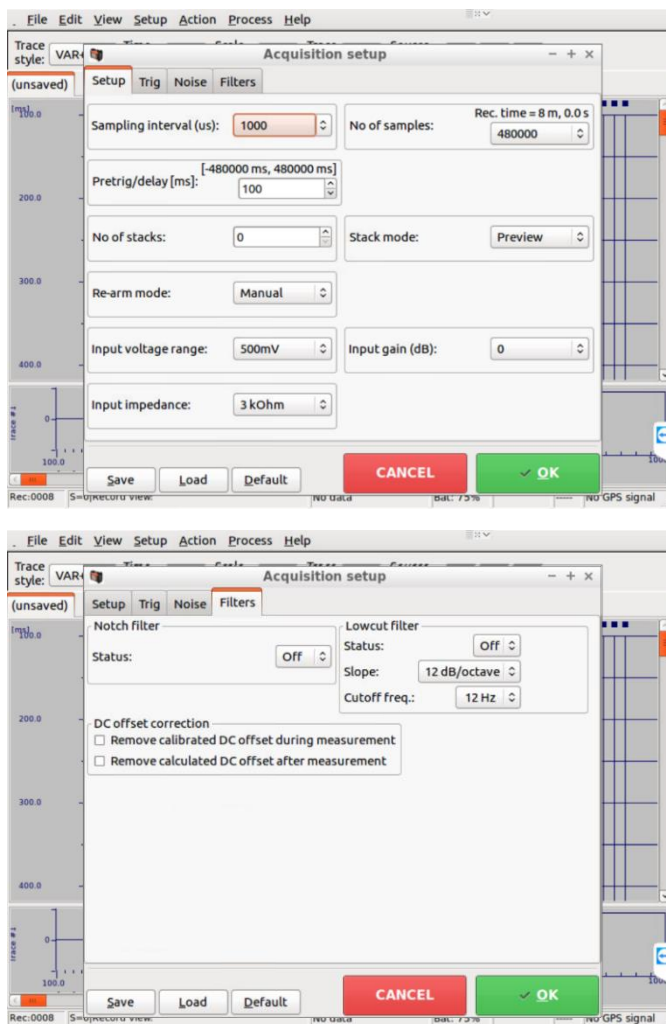 File Edit View Setup Action Process Help
Trace
style: VAR+
Acquisition setup
(unsaved)
Setup Trig Noise Filters
[ms]
100.0
200.0
300.0
400.0
Sampling interval (us): 1000
Rec. time = 8 m, 0.0 s
No of samples: 480000
[-480000 ms, 480000 ms]
Pretrig/delay [ms]: 100
No of stacks: 0
Stack mode: Preview
Re-arm mode: Manual
Input voltage range: 500mV
Input gain (dB): 0
Input impedance: 3 kOhm
0
100.0
Save Load Default CANCEL OK
Rec:0008 No data Bat: 75% No GPS signal
File Edit View Setup Action Process Help
Trace
style: VAR+
Acquisition setup
(unsaved)
Setup Trig Noise Filters
[ms]
100.0
200.0
300.0
400.0
Notch filter
Status: Off
Lowcut filter
Status: Off
Slope: 12 dB/octave
Cutoff freq.: 12 Hz
DC offset correction
Remove calibrated DC offset during measurement
Remove calculated DC offset after measurement
0
100.0
Save Load Default CANCEL OK
Rec:0008 No GPS signal